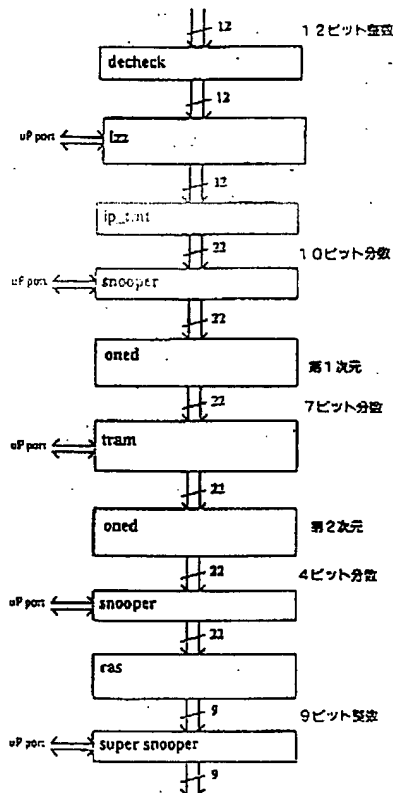 12 12ビット整数
decheck
12
uP port
izz
12
ip_fmt
22 10ビット分数
uP port
snooper
22
oned 第1次元
22 7ビット分数
uP port
tram
22
oned 第2次元
22 4ビット分数
uP port
snooper
22
ras
9 9ビット整数
uP port
super snooper
9